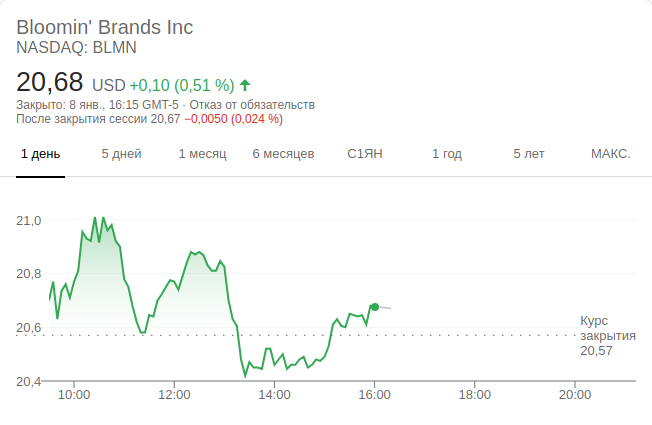 Bloomin' Brands Inc
NASDAQ: BLMN
20,68 USD +0,10 (0,51 %)
Закрыто: 8 янв., 16:15 GMT-5 · Отказ от обязательств
После закрытия сессии 20,67 −0,0050 (0,024 %)
1 день 5 дней 1 месяц 6 месяцев С1ЯН 1 год 5 лет МАКС.
21,0
20,8
20,6
Курс
закрытия
20,57
20,4
10:00 12:00 14:00 16:00 18:00 20:00